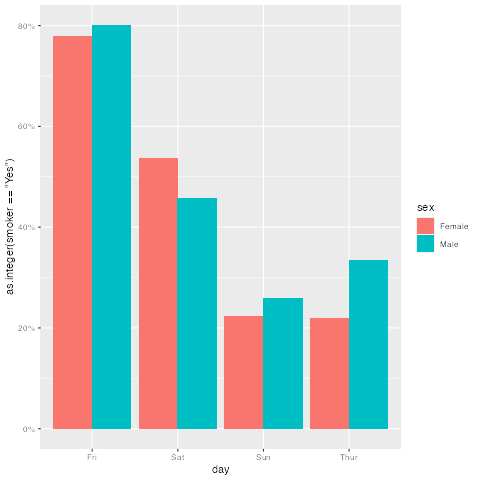 80%
60%
40%
20%
0%
as.integer(smoker == "Yes")
Fri Sat Sun Thur
day
sex
Female
Male